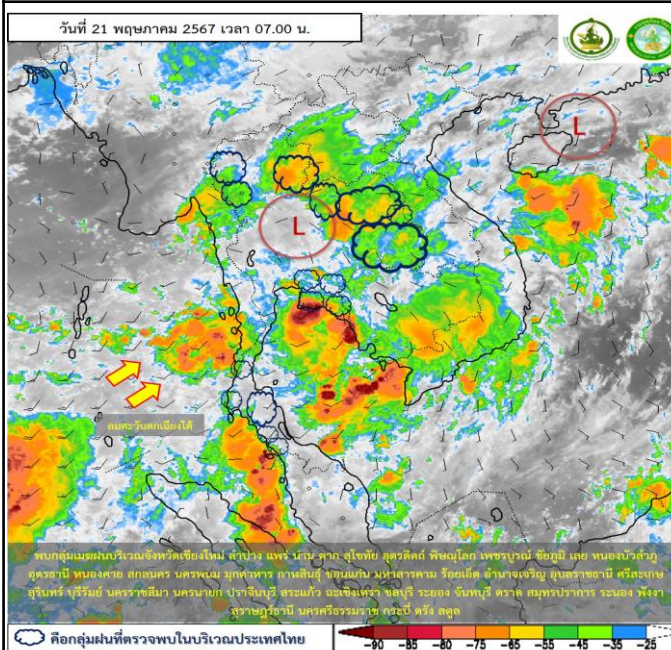 วันที่ 21 พฤษภาคม 2567 เวลา 07.00 น.
L
L
ลมตะวันตกเฉียงใต้
พบกลุ่มเมฆฝนบริเวณจังหวัดเชียงใหม่ ลำปาง แพร่ น่าน ตาก สุโขทัย อุตรดิตถ์ พิษณุโลก เพชรบูรณ์ ชัยภูมิ เลย หนองบัวลำภู
อุดรธานี หนองคาย สกลนคร นครพนม มุกดาหาร กาฬสินธุ์ ขอนแก่น มหาสารคาม ร้อยเอ็ด อำนาจเจริญ อุบลราชธานี ศรีสะเกษ
สุรินทร์ บุรีรัมย์ นครราชสีมา นครนายก ปราจีนบุรี สระแก้ว ฉะเชิงเทรา ชลบุรี ระยอง จันทบุรี ตราด สมุทรปราการ ระนอง พังงา
สุราษฎร์ธานี นครศรีธรรมราช กระบี่ ตรัง สตูล
คือกลุ่มฝนที่ตรวจพบในบริเวณประเทศไทย
-90 -85 -80 -75 -65 -55 -45 -35 -25